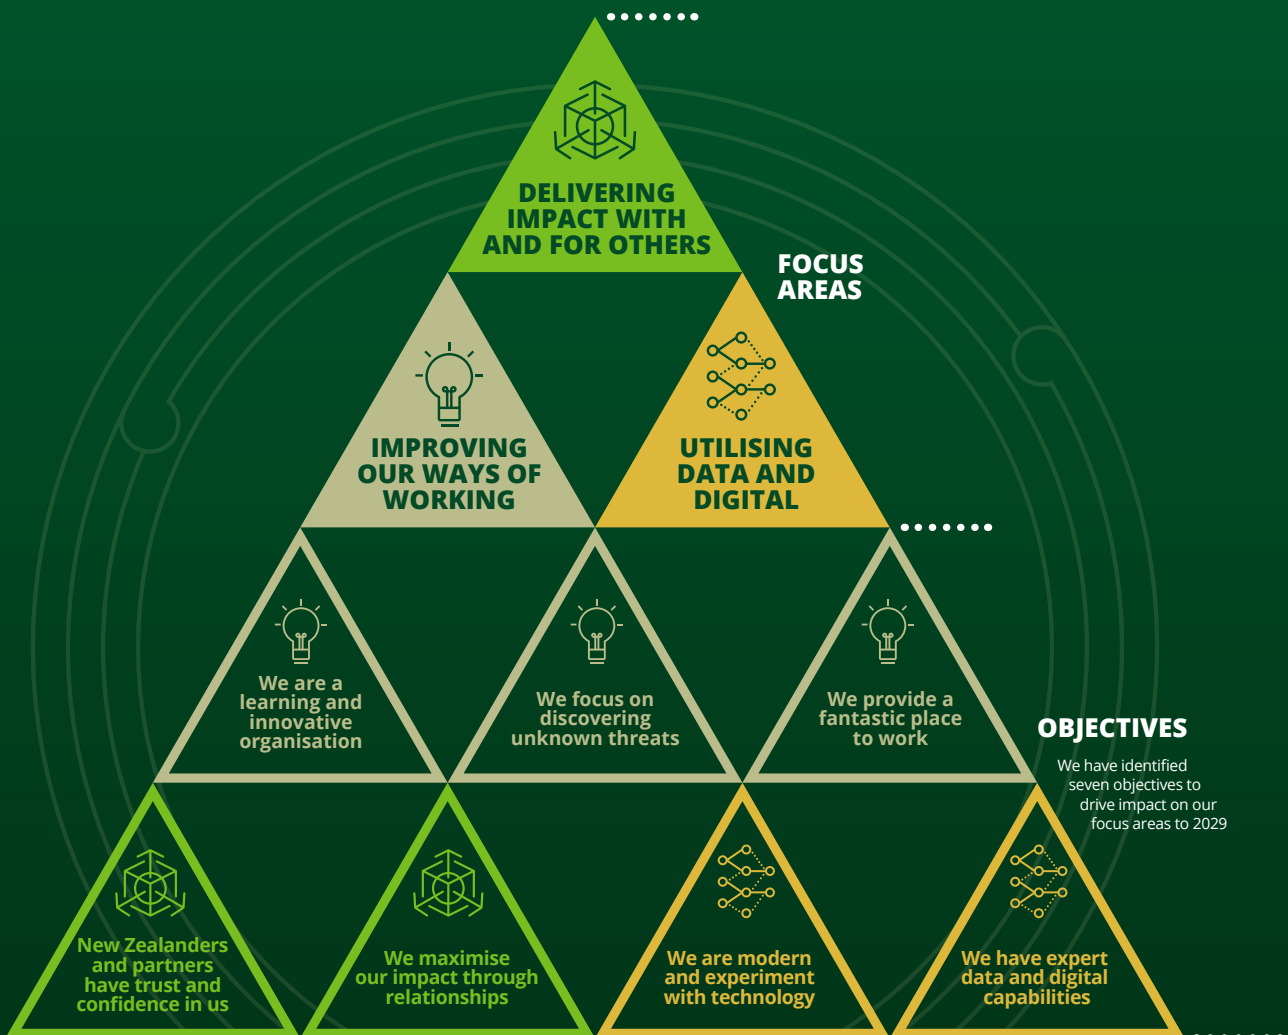 DELIVERING
IMPACT WITH
AND FOR OTHERS
FOCUS
AREAS
IMPROVING
OUR WAYS OF
WORKING
UTILISING
DATA AND
DIGITAL
We are a
learning and
innovative
organisation
We focus on
discovering
unknown threats
We provide a
fantastic place
to work
OBJECTIVES
We have identified
seven objectives to
drive impact on our
focus areas to 2029
New Zealanders
and partners
have trust and
confidence in us
We maximise
our impact through
relationships
We are modern
and experiment
with technology
We have expert
data and digital
capabilities